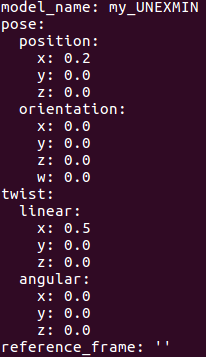 model_name: my_UNEXMIN
pose:
  position:
    x: 0.2
    y: 0.0
    z: 0.0
  orientation:
    x: 0.0
    y: 0.0
    z: 0.0
    w: 0.0
twist:
  linear:
    x: 0.5
    y: 0.0
    z: 0.0
  angular:
    x: 0.0
    y: 0.0
    z: 0.0
reference_frame: ''